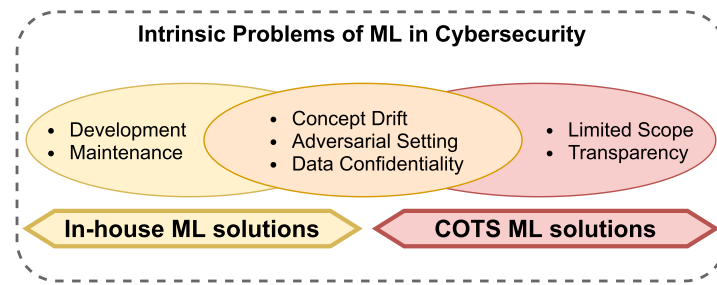 Intrinsic Problems of ML in Cybersecurity
• Development
• Maintenance
• Concept Drift
• Adversarial Setting
• Data Confidentiality
• Limited Scope
• Transparency
In-house ML solutions
COTS ML solutions